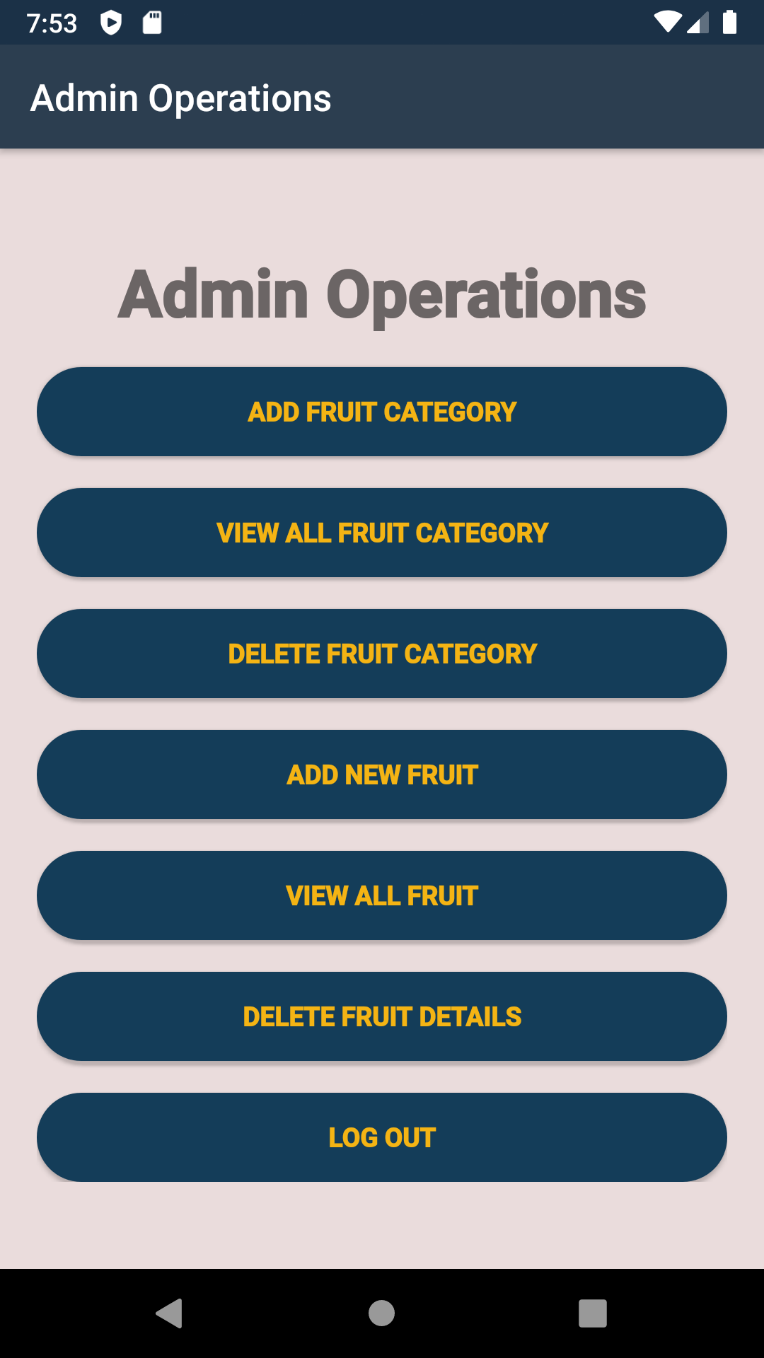 7:53
Admin Operations
Admin Operations
ADD FRUIT CATEGORY
VIEW ALL FRUIT CATEGORY
DELETE FRUIT CATEGORY
ADD NEW FRUIT
VIEW ALL FRUIT
DELETE FRUIT DETAILS
LOG OUT